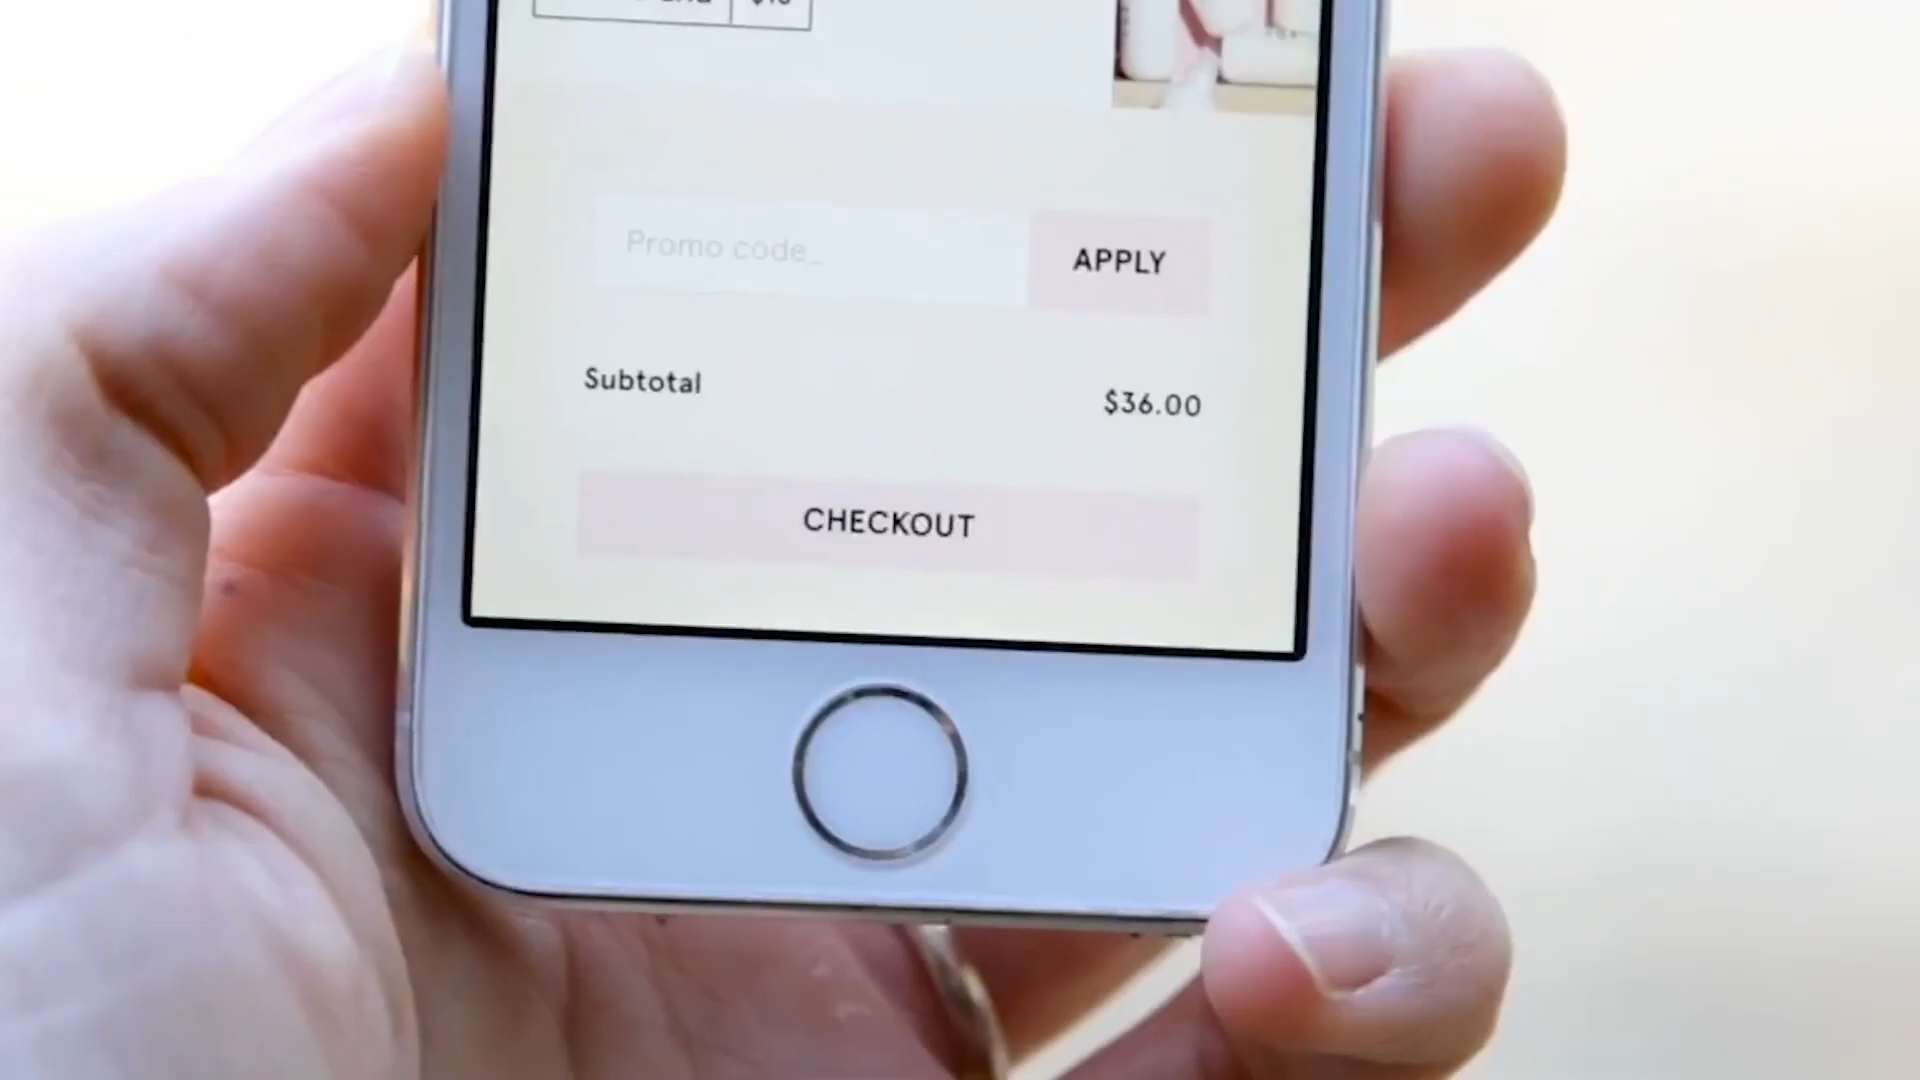 Promo code_
APPLY
Subtotal
$36.00
CHECKOUT